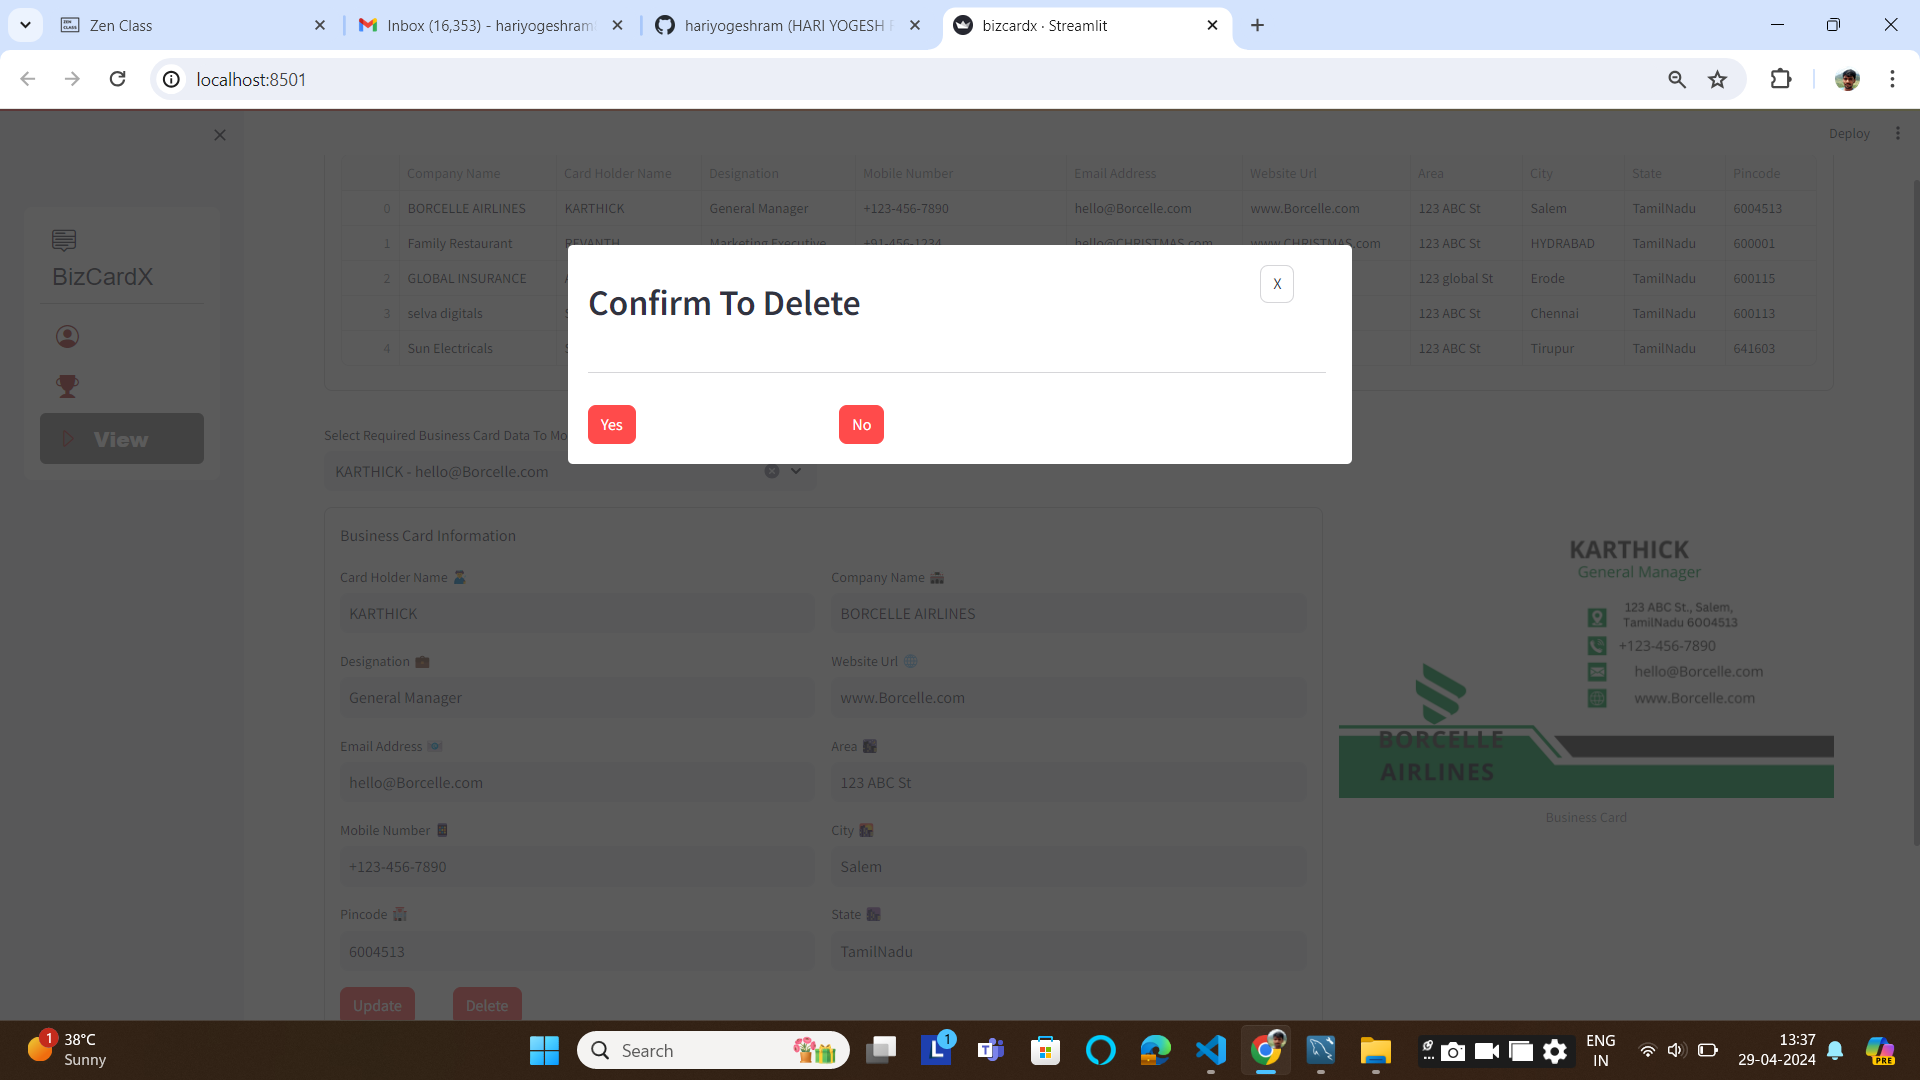 Zen Class
Inbox (16,353) - hariyogeshram
hariyogeshram (HARI YOGESH
bizcardx · Streamlit
localhost:8501
Deploy
Company Name Card Holder Name Designation Mobile Number Email Address Website Url Area City State Pincode
0 BORCELLE AIRLINES KARTHICK General Manager +123-456-7890 hello@Borcelle.com www.Borcelle.com 123 ABC St Salem TamilNadu 6004513
1 Family Restaurant REVANTH Marketing Executive +91-456-1234 hello@CHRISTMAS.com www.CHRISTMAS.com 123 ABC St HYDRABAD TamilNadu 600001
2 GLOBAL INSURANCE 123 global St Erode TamilNadu 600115
3 selva digitals 123 ABC St Chennai TamilNadu 600113
4 Sun Electricals 123 ABC St Tirupur TamilNadu 641603
BizCardX
View
Confirm To Delete
X
Yes No
Select Required Business Card Data To Mo
KARTHICK - hello@Borcelle.com
Business Card Information
Card Holder Name Company Name
KARTHICK BORCELLE AIRLINES
Designation Website Url
General Manager www.Borcelle.com
Email Address Area
hello@Borcelle.com 123 ABC St
Mobile Number City
+123-456-7890 Salem
Pincode State
6004513 TamilNadu
Update Delete
KARTHICK
General Manager
123 ABC St., Salem,
TamilNadu 6004513
+123-456-7890
hello@Borcelle.com
www.Borcelle.com
BORCELLE
AIRLINES
Business Card
1
38°C
Sunny
Search
L 1
T
ENG
IN
13:37
29-04-2024
PRE